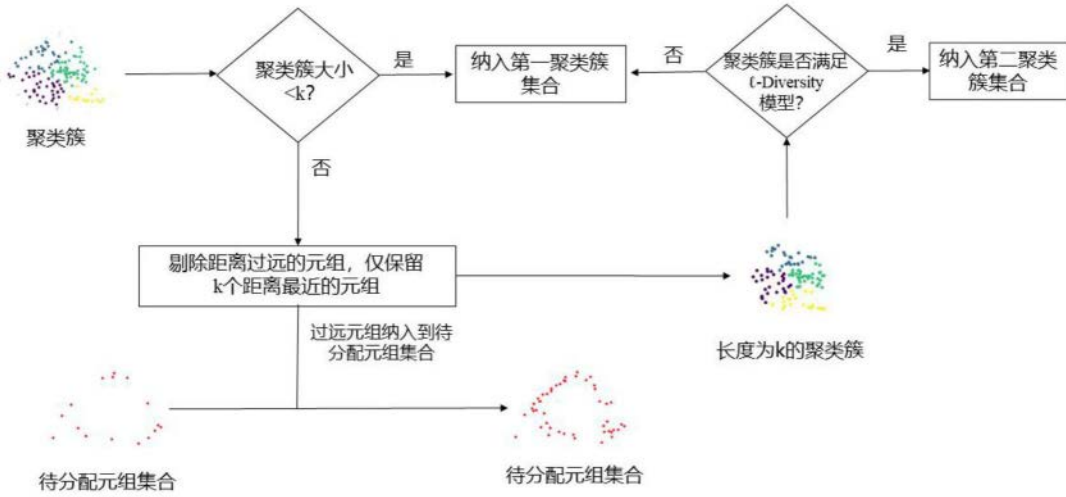 聚类簇
聚类簇大小
<k?
是
纳入第一聚类簇
集合
否
聚类簇是否满足
ℓ-Diversity
模型?
是
纳入第二聚类
簇集合
否
剔除距离过远的元组，仅保留
k个距离最近的元组
过远元组纳入到待
分配元组集合
长度为k的聚类簇
待分配元组集合
待分配元组集合